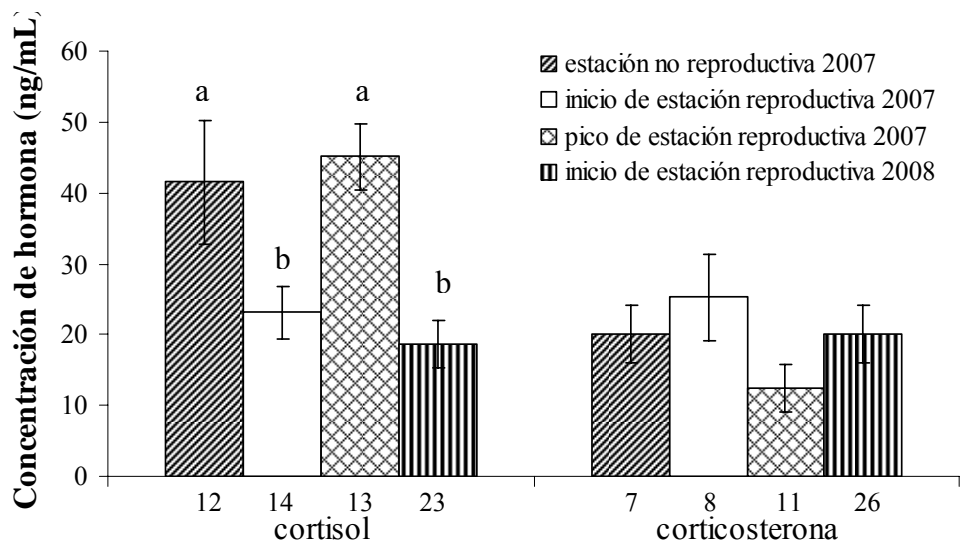 Concentración de hormona (ng/mL)
60
50
40
30
20
10
0
a
b
a
b
estación no reproductiva 2007
inicio de estación reproductiva 2007
pico de estación reproductiva 2007
inicio de estación reproductiva 2008
12 14 13 23 7 8 11 26
cortisol corticosterona